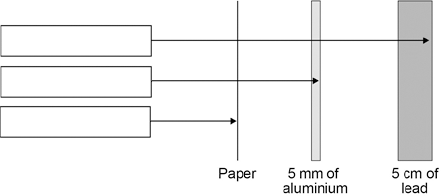 Paper
5 mm of
aluminium
5 cm of
lead